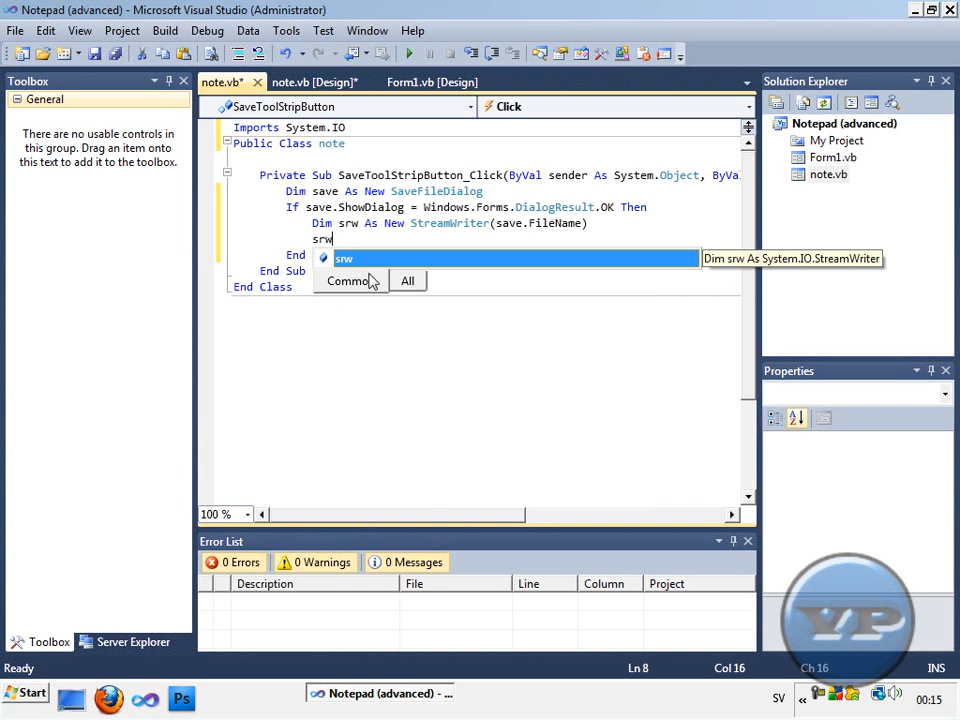 Notepad (advanced) - Microsoft Visual Studio (Administrator)
File Edit View Project Build Debug Data Tools Test Window Help
Toolbox
General
There are no usable controls in
this group. Drag an item onto
this text to add it to the toolbox.
Toolbox Server Explorer
note.vb* note.vb [Design]* Form1.vb [Design]
SaveToolStripButton Click
Imports System.IO
Public Class note
Private Sub SaveToolStripButton_Click(ByVal sender As System.Object, ByVal
Dim save As New SaveFileDialog
If save.ShowDialog = Windows.Forms.DialogResult.OK Then
Dim srw As New StreamWriter(save.FileName)
srw
End
End Sub
End Class
srw
Dim srw As System.IO.StreamWriter
Commo All
100 %
Error List
0 Errors 0 Warnings 0 Messages
Description File Line Column Project
Solution Explorer
Notepad (advanced)
My Project
Form1.vb
note.vb
Properties
A
Z
VP
Ready Ln 8 Col 16 Ch 16 INS
Start Ps Notepad (advanced) - ... SV « 00:15